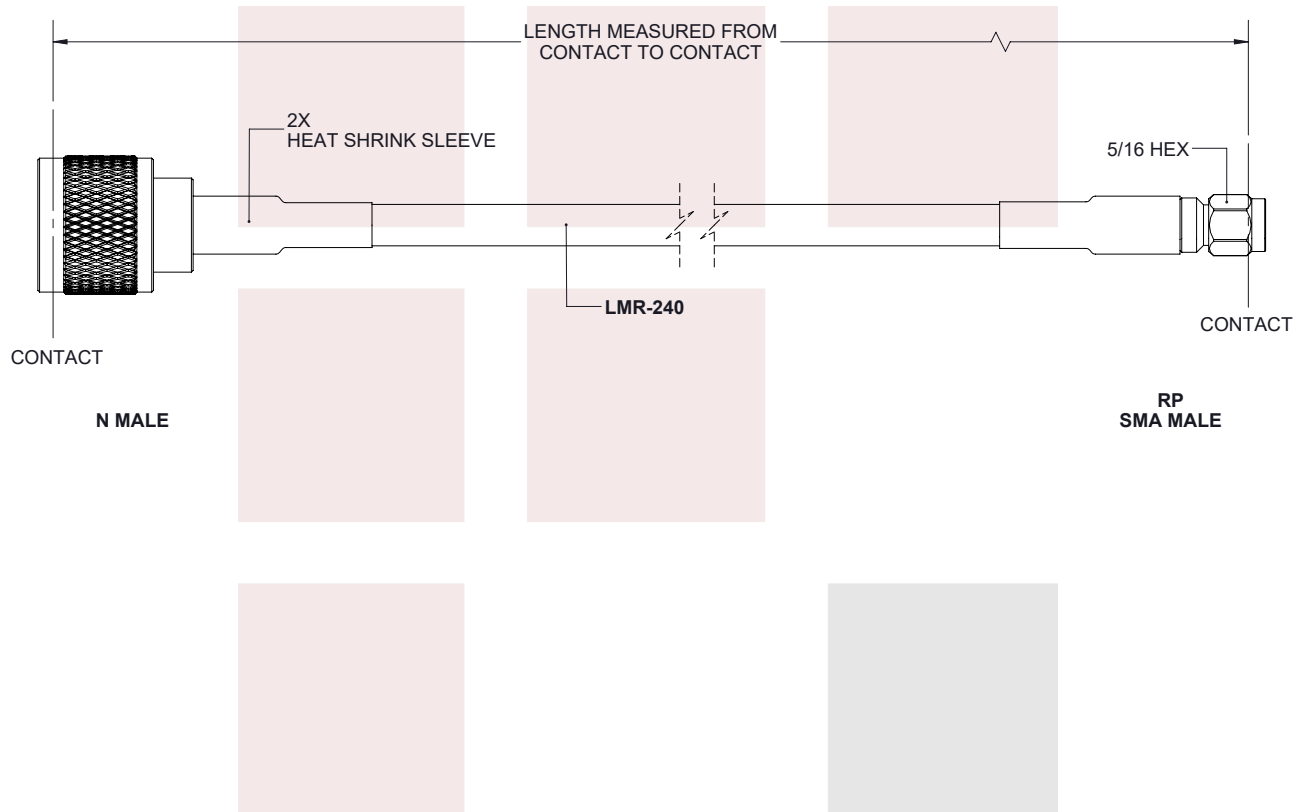 LENGTH MEASURED FROM
CONTACT TO CONTACT
2X
HEAT SHRINK SLEEVE
5/16 HEX
LMR-240
CONTACT
CONTACT
N MALE
RP
SMA MALE